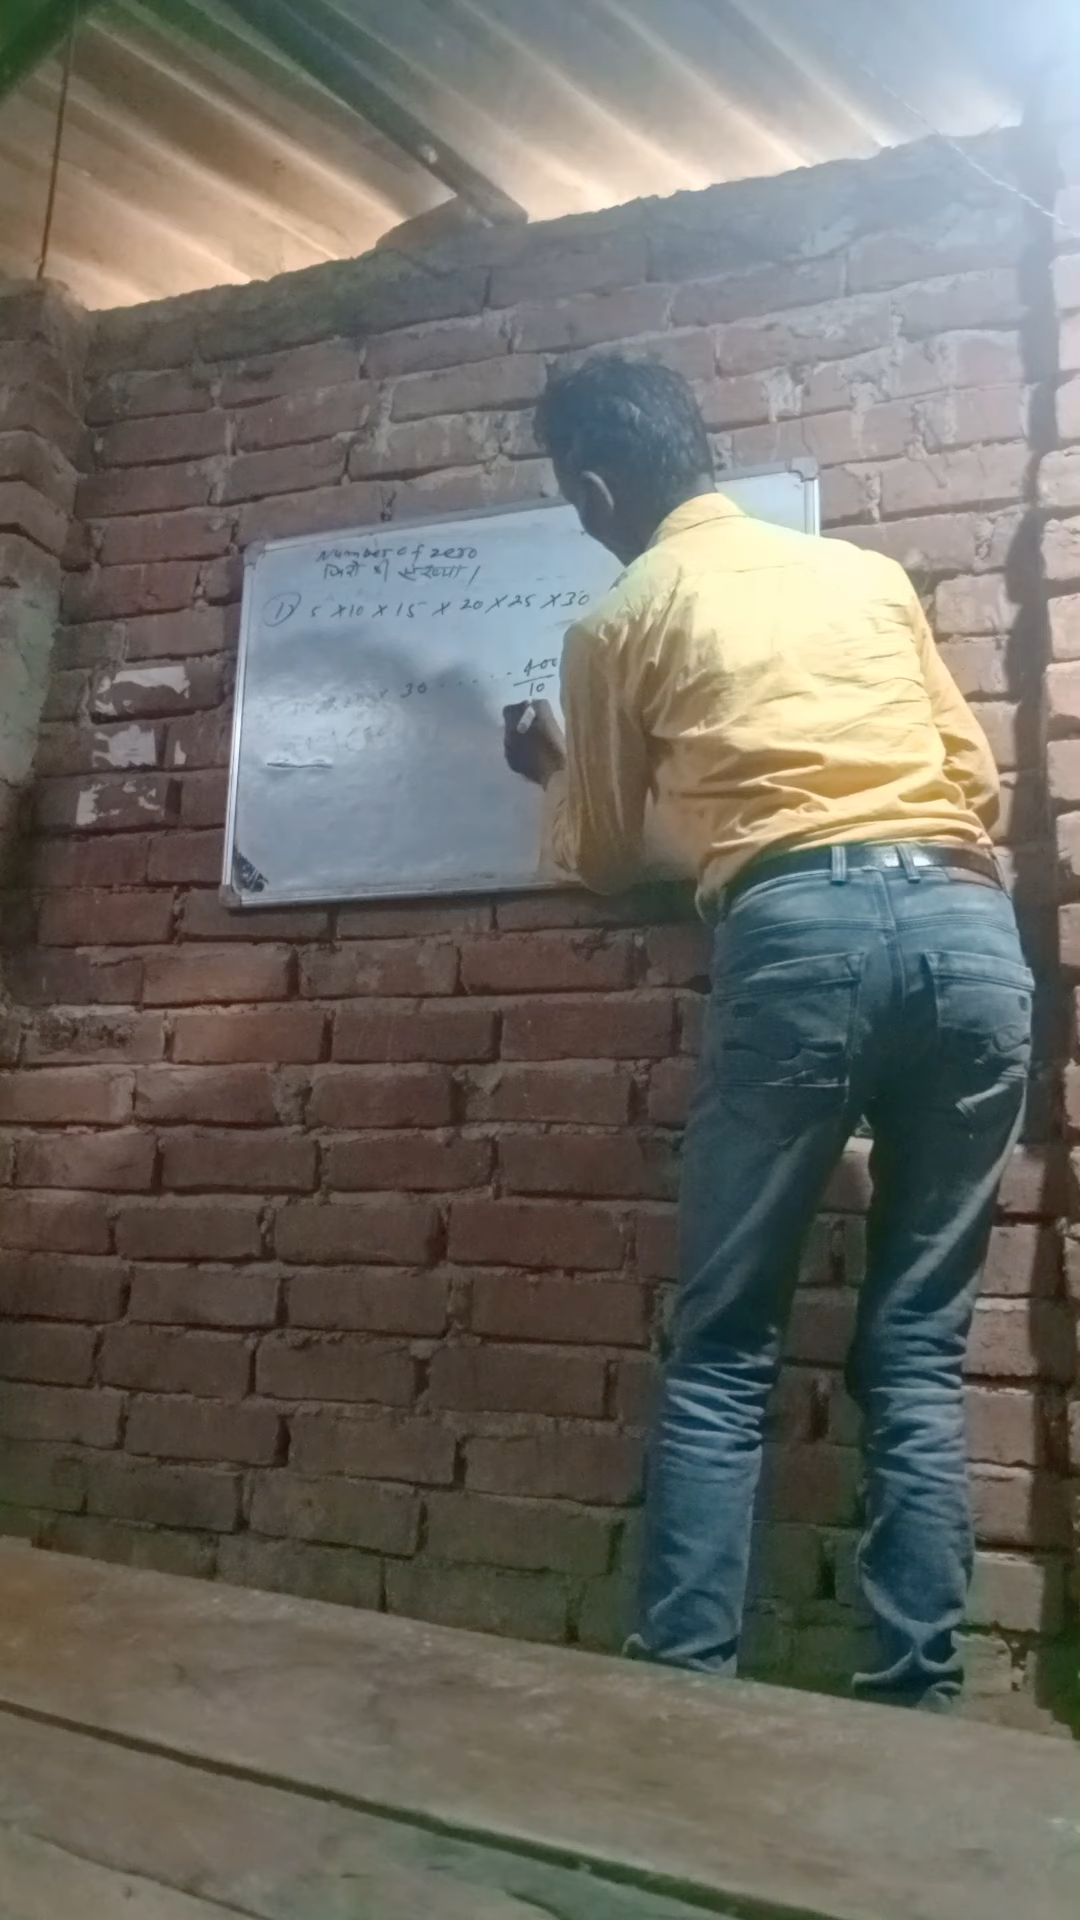 Number of zero
जिरो की संख्या।
① 5 × 10 × 15 × 20 × 25 × 30
× 30 ..... 400
10